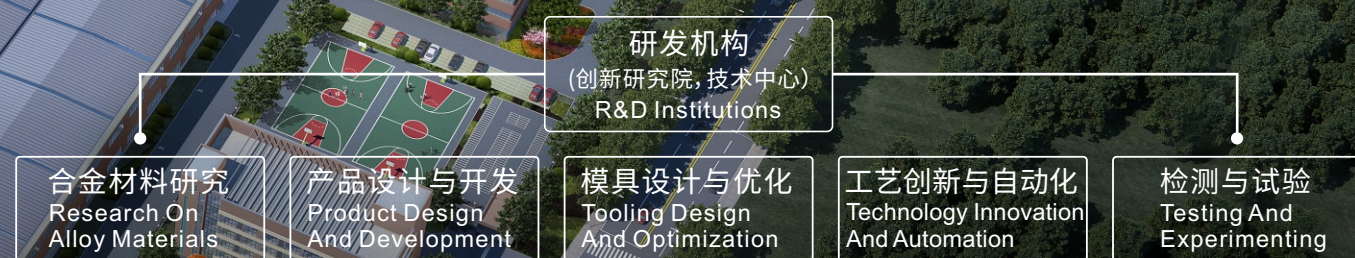 研发机构
(创新研究院,技术中心)
R&D Institutions
合金材料研究
Research On
Alloy Materials
产品设计与开发
Product Design
And Development
模具设计与优化
Tooling Design
And Optimization
工艺创新与自动化
Technology Innovation
And Automation
检测与试验
Testing And
Experimenting